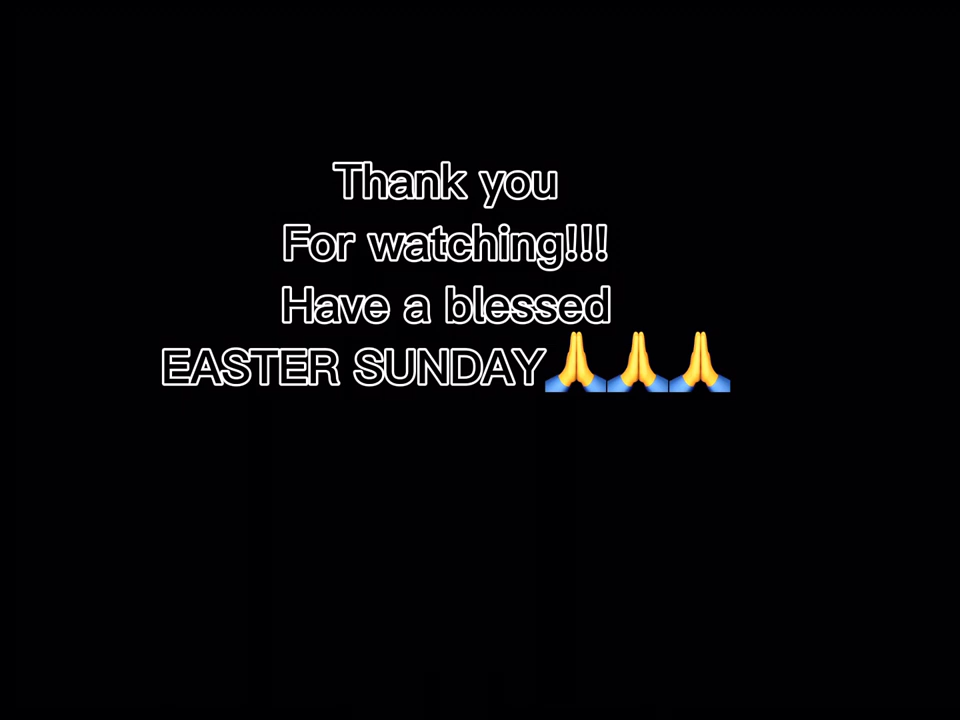 Thank you
For watching!!!
Have a blessed
EASTER SUNDAY🙏🙏🙏